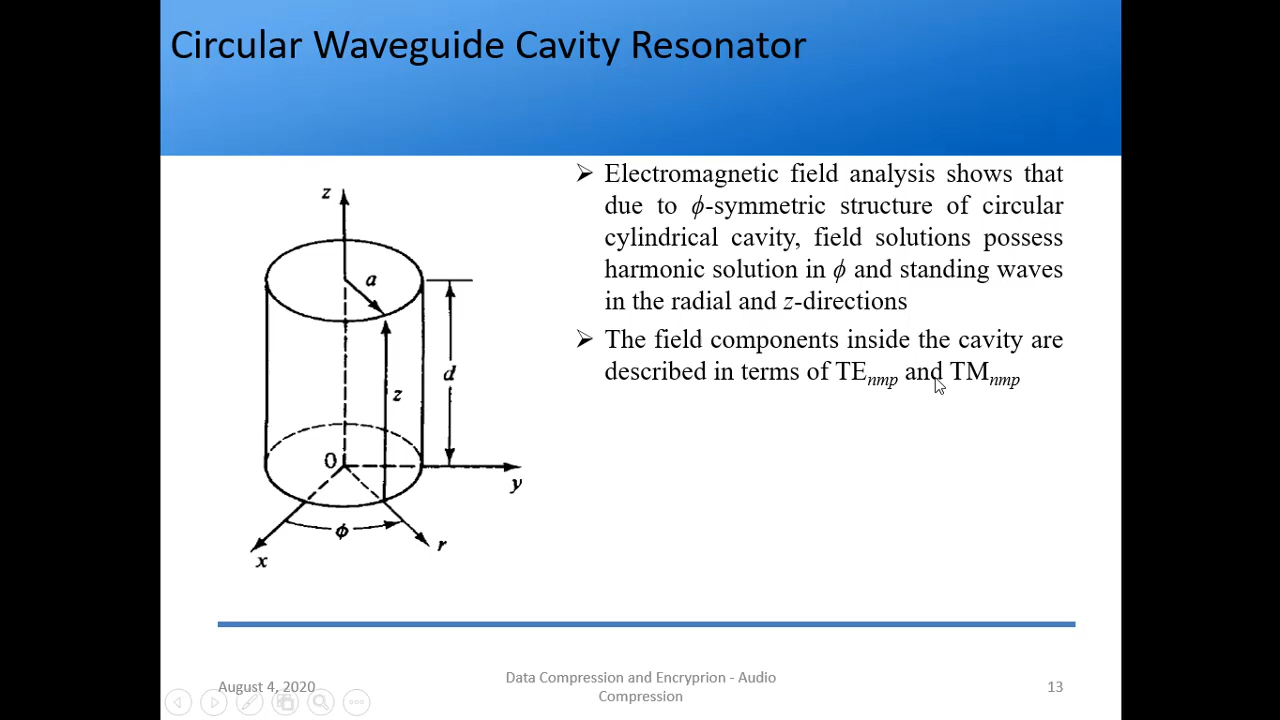 Circular Waveguide Cavity Resonator
z
a
d
z
0
y
ϕ
r
x
➢ Electromagnetic field analysis shows that
due to ϕ-symmetric structure of circular
cylindrical cavity, field solutions possess
harmonic solution in ϕ and standing waves
in the radial and z-directions
➢ The field components inside the cavity are
described in terms of TEnmp and TMnmp
August 4, 2020
Data Compression and Encryprion - Audio
Compression
13